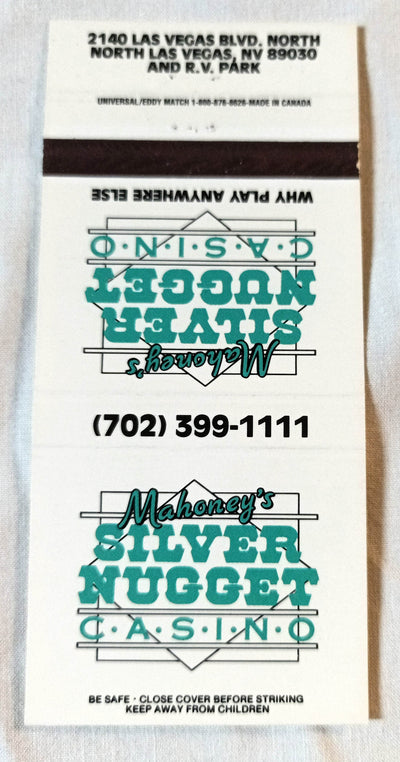 2140 LAS VEGAS BLVD. NORTH
NORTH LAS VEGAS, NV 89030
AND R.V. PARK
UNIVERSAL/EDDY MATCH 1-800-876-8626-MADE IN CANADA
WHY PLAY ANYWHERE ELSE
C·A·S·I·N·O
NUGGET
SILVER
Mahoney's
(702) 399-1111
Mahoney's
SILVER
NUGGET
C·A·S·I·N·O
BE SAFE · CLOSE COVER BEFORE STRIKING
KEEP AWAY FROM CHILDREN